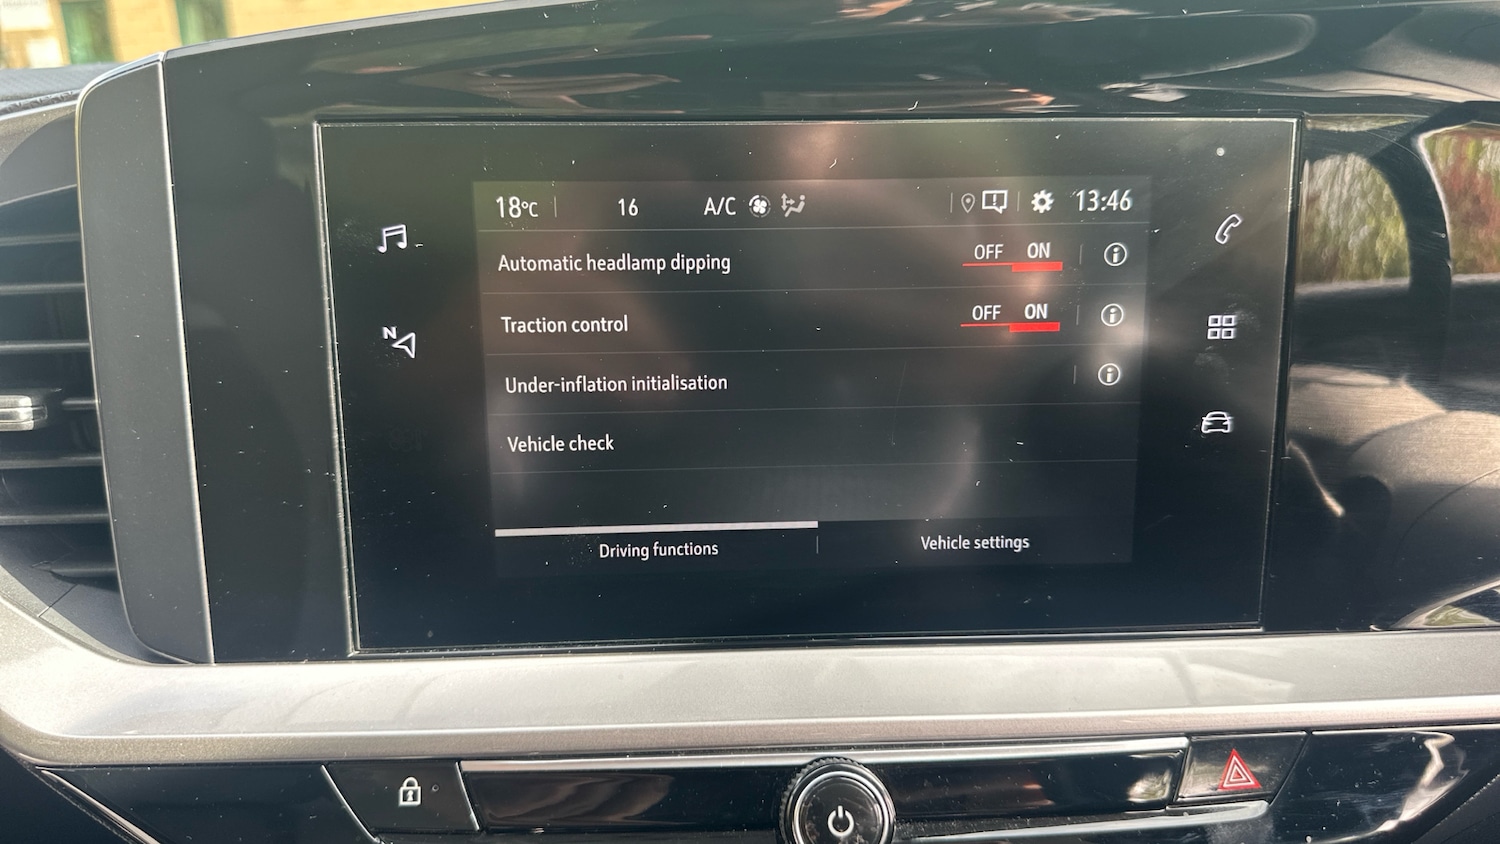 18°C 16 A/C 13:46
Automatic headlamp dipping OFF ON
Traction control OFF ON
Under-inflation initialisation
Vehicle check
N
Driving functions Vehicle settings